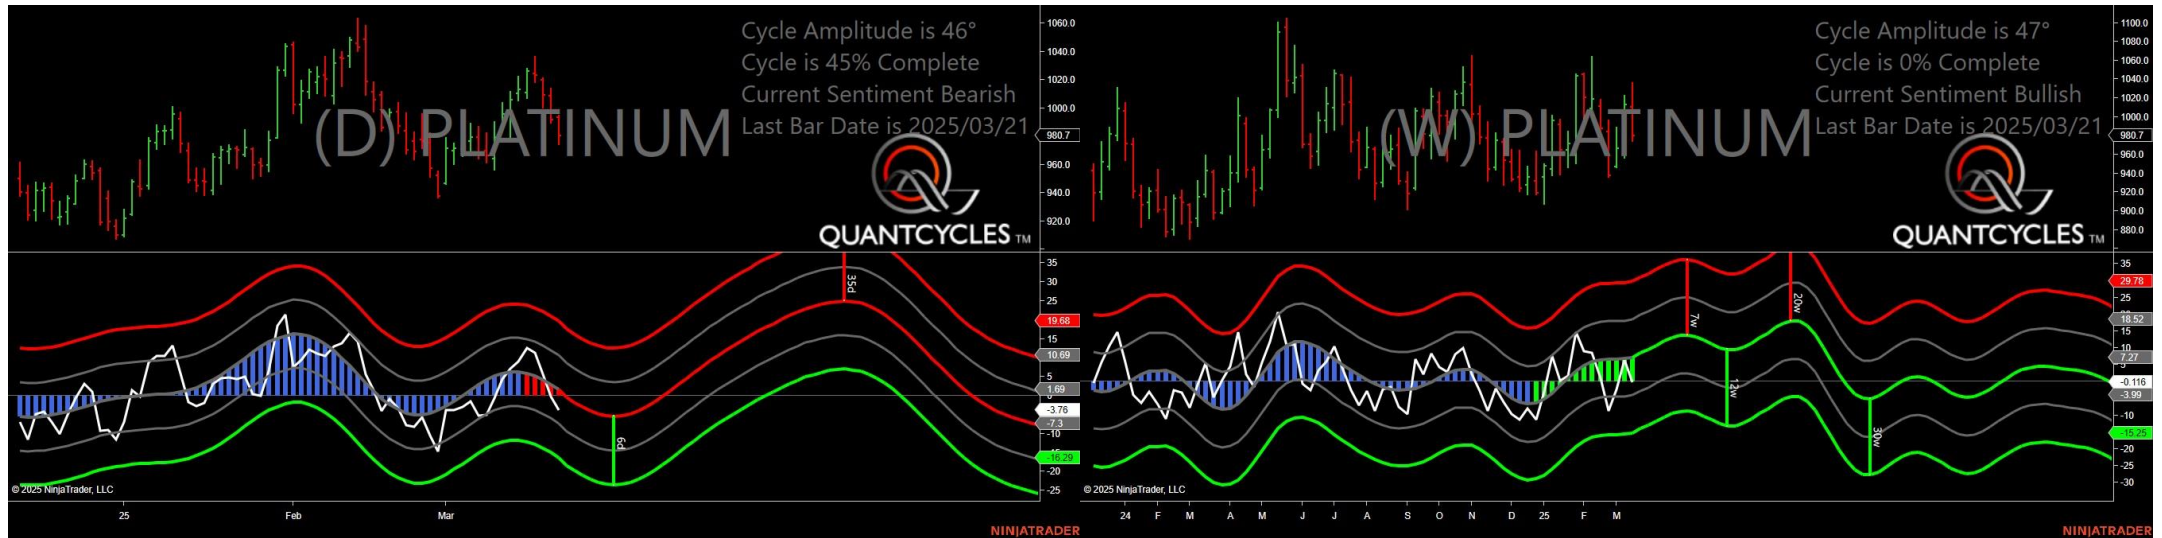 Cycle Amplitude is 46°
Cycle is 45% Complete
Current Sentiment Bearish
Last Bar Date is 2025/03/21
(D) PLATINUM
QUANTCYCLES TM
1060.0
1040.0
1020.0
1000.0
980.7
960.0
940.0
920.0
35
30
25
19.68
15
10.69
5
1.69
0
-3.76
-7.3
-10
-16.29
-20
-25
35d
6d
© 2025 NinjaTrader, LLC
25 Feb Mar
NINJATRADER
Cycle Amplitude is 47°
Cycle is 0% Complete
Current Sentiment Bullish
Last Bar Date is 2025/03/21
(W) PLATINUM
QUANTCYCLES TM
1100.0
1080.0
1060.0
1040.0
1020.0
1000.0
980.7
960.0
940.0
920.0
900.0
880.0
35
29.78
25
18.52
15
10
7.27
5
-0.116
-3.99
-10
-15.25
-20
-25
-30
7w
12w
20w
30w
© 2025 NinjaTrader, LLC
24 F M A M J J A S O N D 25 F M
NINJATRADER